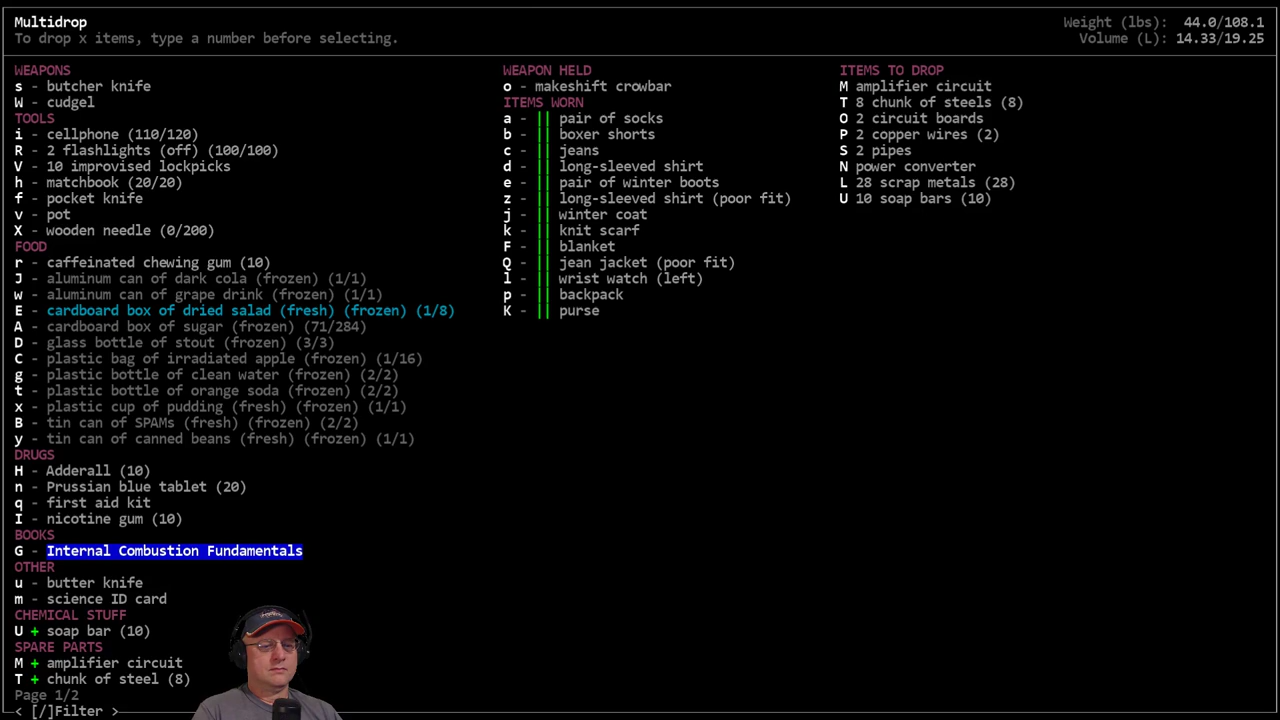 Multidrop
To drop x items, type a number before selecting.
Weight (lbs): 44.0/108.1
Volume (L): 14.33/19.25
WEAPONS
s - butcher knife
W - cudgel
TOOLS
i - cellphone (110/120)
R - 2 flashlights (off) (100/100)
V - 10 improvised lockpicks
h - matchbook (20/20)
f - pocket knife
v - pot
X - wooden needle (0/200)
FOOD
r - caffeinated chewing gum (10)
J - aluminum can of dark cola (frozen) (1/1)
w - aluminum can of grape drink (frozen) (1/1)
E - cardboard box of dried salad (fresh) (frozen) (1/8)
A - cardboard box of sugar (frozen) (71/284)
D - glass bottle of stout (frozen) (3/3)
C - plastic bag of irradiated apple (frozen) (1/16)
g - plastic bottle of clean water (frozen) (2/2)
t - plastic bottle of orange soda (frozen) (2/2)
x - plastic cup of pudding (fresh) (frozen) (1/1)
B - tin can of SPAMs (fresh) (frozen) (2/2)
y - tin can of canned beans (fresh) (frozen) (1/1)
DRUGS
H - Adderall (10)
n - Prussian blue tablet (20)
q - first aid kit
I - nicotine gum (10)
BOOKS
G - Internal Combustion Fundamentals
OTHER
u - butter knife
m - science ID card
CHEMICAL STUFF
U + soap bar (10)
SPARE PARTS
M + amplifier circuit
T + chunk of steel (8)
Page 1/2
< [/]Filter >
WEAPON HELD
o - makeshift crowbar
ITEMS WORN
a - || pair of socks
b - || boxer shorts
c - || jeans
d - || long-sleeved shirt
e - || pair of winter boots
z - || long-sleeved shirt (poor fit)
j - || winter coat
k - || knit scarf
F - || blanket
Q - || jean jacket (poor fit)
l - || wrist watch (left)
p - || backpack
K - || purse
ITEMS TO DROP
M amplifier circuit
T 8 chunk of steels (8)
O 2 circuit boards
P 2 copper wires (2)
S 2 pipes
N power converter
L 28 scrap metals (28)
U 10 soap bars (10)